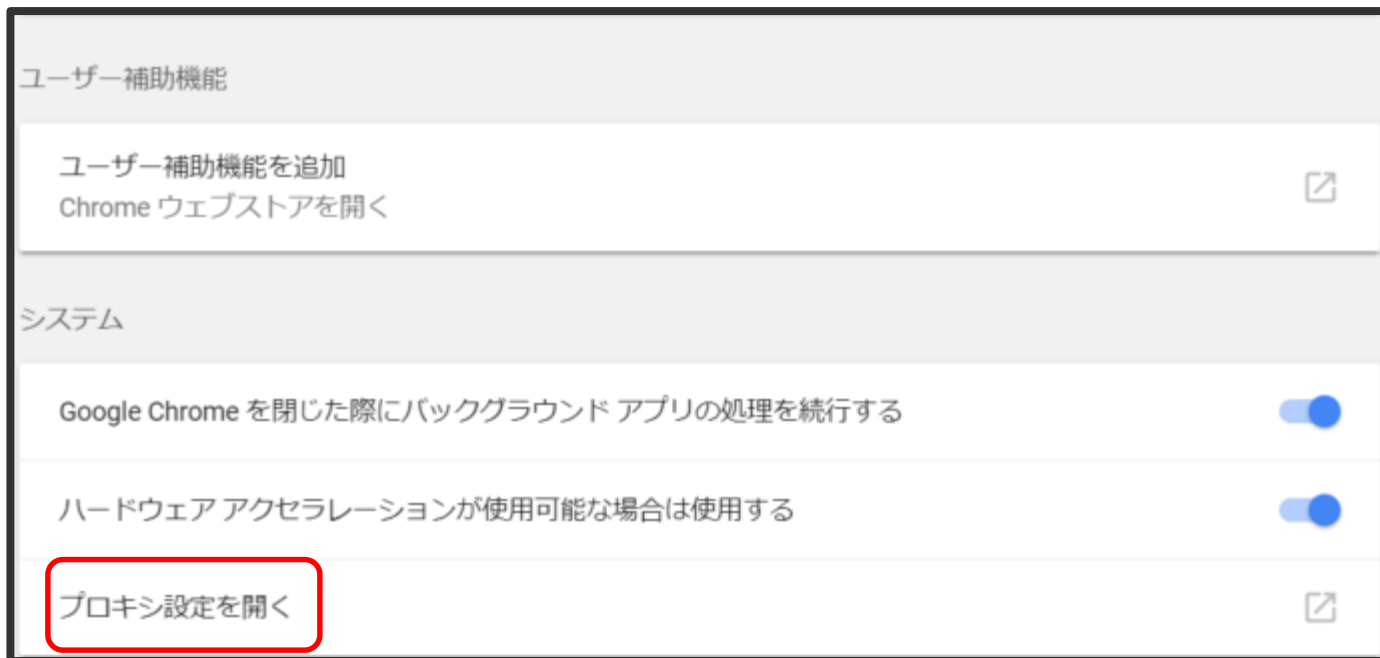 ユーザー補助機能
ユーザー補助機能を追加
Chrome ウェブストアを開く
システム
Google Chrome を閉じた際にバックグラウンド アプリの処理を続行する
ハードウェア アクセラレーションが使用可能な場合は使用する
プロキシ設定を開く